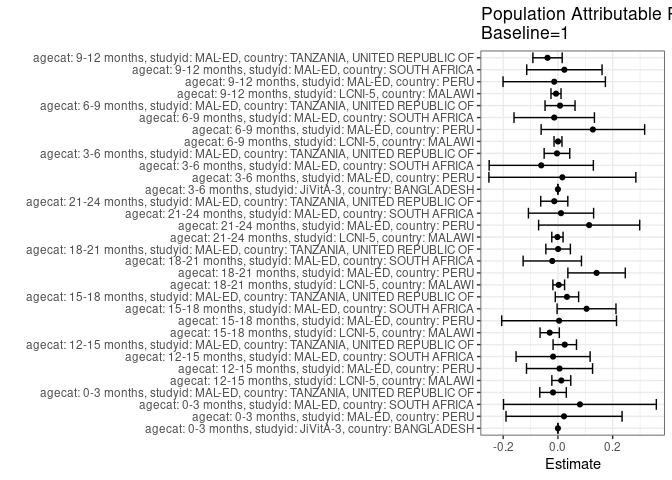 Population Attributable
Baseline=1
agecat: 9-12 months, studyid: MAL-ED, country: TANZANIA, UNITED REPUBLIC OF
agecat: 9-12 months, studyid: MAL-ED, country: SOUTH AFRICA
agecat: 9-12 months, studyid: MAL-ED, country: PERU
agecat: 9-12 months, studyid: LCNI-5, country: MALAWI
agecat: 6-9 months, studyid: MAL-ED, country: TANZANIA, UNITED REPUBLIC OF
agecat: 6-9 months, studyid: MAL-ED, country: SOUTH AFRICA
agecat: 6-9 months, studyid: MAL-ED, country: PERU
agecat: 6-9 months, studyid: LCNI-5, country: MALAWI
agecat: 3-6 months, studyid: MAL-ED, country: TANZANIA, UNITED REPUBLIC OF
agecat: 3-6 months, studyid: MAL-ED, country: SOUTH AFRICA
agecat: 3-6 months, studyid: MAL-ED, country: PERU
agecat: 3-6 months, studyid: JiVitA-3, country: BANGLADESH
agecat: 21-24 months, studyid: MAL-ED, country: TANZANIA, UNITED REPUBLIC OF
agecat: 21-24 months, studyid: MAL-ED, country: SOUTH AFRICA
agecat: 21-24 months, studyid: MAL-ED, country: PERU
agecat: 21-24 months, studyid: LCNI-5, country: MALAWI
agecat: 18-21 months, studyid: MAL-ED, country: TANZANIA, UNITED REPUBLIC OF
agecat: 18-21 months, studyid: MAL-ED, country: SOUTH AFRICA
agecat: 18-21 months, studyid: MAL-ED, country: PERU
agecat: 18-21 months, studyid: LCNI-5, country: MALAWI
agecat: 15-18 months, studyid: MAL-ED, country: TANZANIA, UNITED REPUBLIC OF
agecat: 15-18 months, studyid: MAL-ED, country: SOUTH AFRICA
agecat: 15-18 months, studyid: MAL-ED, country: PERU
agecat: 15-18 months, studyid: LCNI-5, country: MALAWI
agecat: 12-15 months, studyid: MAL-ED, country: TANZANIA, UNITED REPUBLIC OF
agecat: 12-15 months, studyid: MAL-ED, country: SOUTH AFRICA
agecat: 12-15 months, studyid: MAL-ED, country: PERU
agecat: 12-15 months, studyid: LCNI-5, country: MALAWI
agecat: 0-3 months, studyid: MAL-ED, country: TANZANIA, UNITED REPUBLIC OF
agecat: 0-3 months, studyid: MAL-ED, country: SOUTH AFRICA
agecat: 0-3 months, studyid: MAL-ED, country: PERU
agecat: 0-3 months, studyid: JiVitA-3, country: BANGLADESH
-0.2 0.0 0.2
Estimate